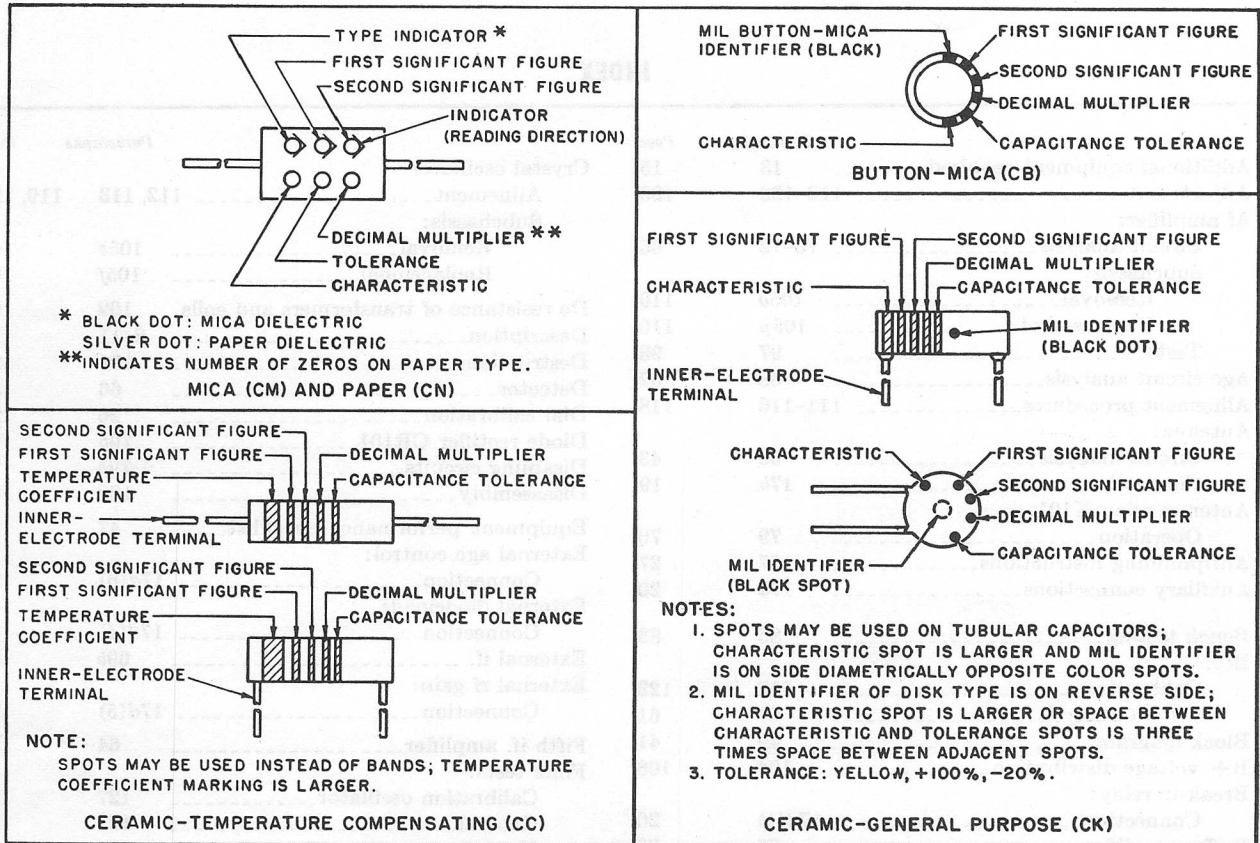 TYPE INDICATOR *
FIRST SIGNIFICANT FIGURE
SECOND SIGNIFICANT FIGURE
INDICATOR
(READING DIRECTION)
DECIMAL MULTIPLIER **
TOLERANCE
CHARACTERISTIC
* BLACK DOT: MICA DIELECTRIC
SILVER DOT: PAPER DIELECTRIC
** INDICATES NUMBER OF ZEROS ON PAPER TYPE.
MICA (CM) AND PAPER (CN)
SECOND SIGNIFICANT FIGURE
FIRST SIGNIFICANT FIGURE
DECIMAL MULTIPLIER
TEMPERATURE
COEFFICIENT
CAPACITANCE TOLERANCE
INNER-
ELECTRODE TERMINAL
SECOND SIGNIFICANT FIGURE
FIRST SIGNIFICANT FIGURE
DECIMAL MULTIPLIER
TEMPERATURE
COEFFICIENT
CAPACITANCE TOLERANCE
INNER-ELECTRODE
TERMINAL
NOTE:
SPOTS MAY BE USED INSTEAD OF BANDS; TEMPERATURE
COEFFICIENT MARKING IS LARGER.
CERAMIC-TEMPERATURE COMPENSATING (CC)
MIL BUTTON-MICA
IDENTIFIER (BLACK)
FIRST SIGNIFICANT FIGURE
SECOND SIGNIFICANT FIGURE
DECIMAL MULTIPLIER
CHARACTERISTIC
CAPACITANCE TOLERANCE
BUTTON-MICA (CB)
FIRST SIGNIFICANT FIGURE
SECOND SIGNIFICANT FIGURE
DECIMAL MULTIPLIER
CHARACTERISTIC
CAPACITANCE TOLERANCE
MIL IDENTIFIER
(BLACK DOT)
INNER-ELECTRODE
TERMINAL
CHARACTERISTIC
FIRST SIGNIFICANT FIGURE
SECOND SIGNIFICANT FIGURE
DECIMAL MULTIPLIER
CAPACITANCE TOLERANCE
MIL IDENTIFIER
(BLACK SPOT)
NOTES:
1. SPOTS MAY BE USED ON TUBULAR CAPACITORS;
CHARACTERISTIC SPOT IS LARGER AND MIL IDENTIFIER
IS ON SIDE DIAMETRICALLY OPPOSITE COLOR SPOTS.
2. MIL IDENTIFIER OF DISK TYPE IS ON REVERSE SIDE;
CHARACTERISTIC SPOT IS LARGER OR SPACE BETWEEN
CHARACTERISTIC AND TOLERANCE SPOTS IS THREE
TIMES SPACE BETWEEN ADJACENT SPOTS.
3. TOLERANCE: YELLOW, +100%, -20%.
CERAMIC-GENERAL PURPOSE (CK)